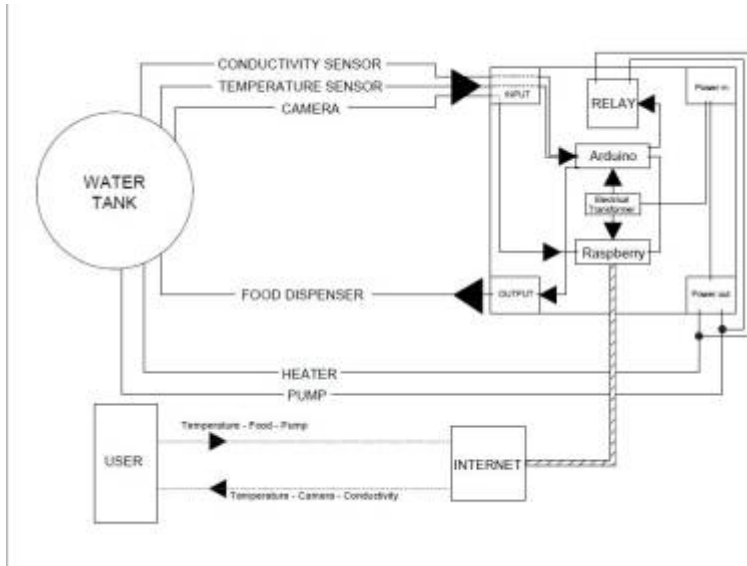 CONDUCTIVITY SENSOR
TEMPERATURE SENSOR
CAMERA
INPUT
RELAY
Power in
WATER
TANK
Arduino
Electrical
Transformer
Raspberry
FOOD DISPENSER
OUTPUT
Power out
HEATER
PUMP
Temperature - Food - Pump
USER
INTERNET
Temperature - Camera - Conductivity